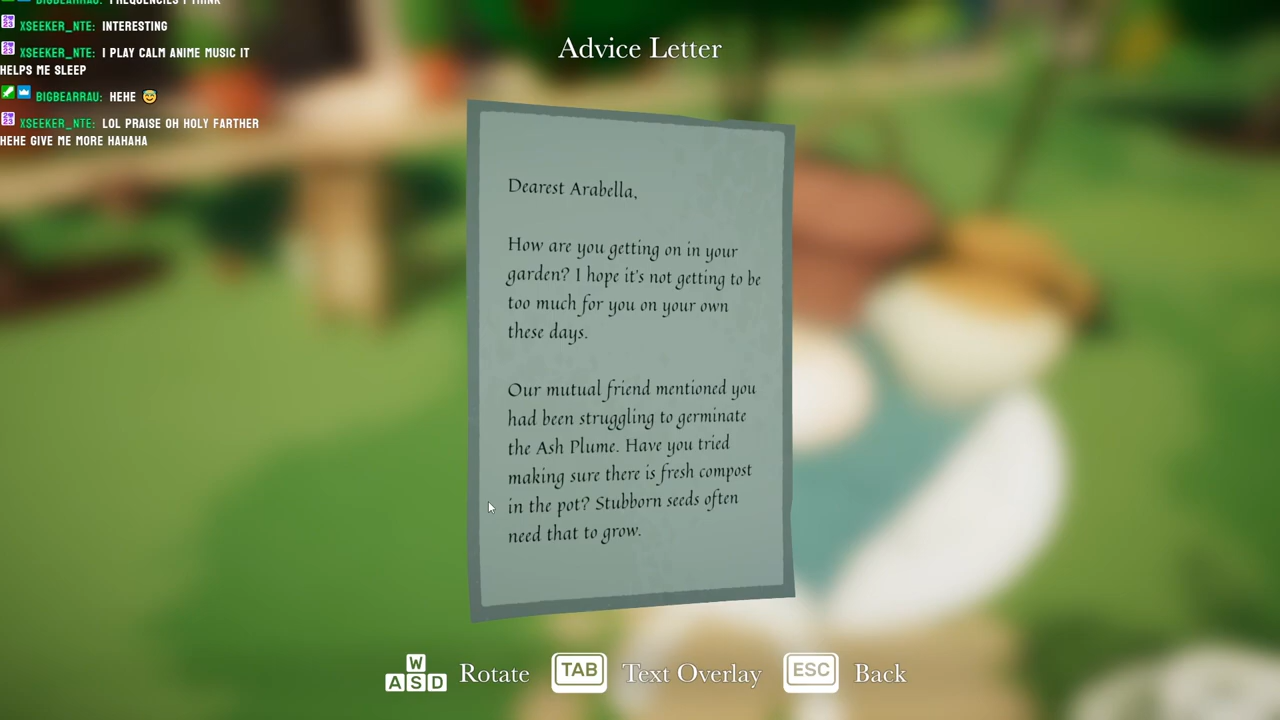 BIGBEARRAU: FREQUENCIES I THINK
XSEEKER_NTE: INTERESTING
XSEEKER_NTE: I PLAY CALM ANIME MUSIC IT
HELPS ME SLEEP
BIGBEARRAU: HEHE 😇
XSEEKER_NTE: LOL PRAISE OH HOLY FARTHER
HEHE GIVE ME MORE HAHAHA
Advice Letter
Dearest Arabella,
How are you getting on in your
garden? I hope it's not getting to be
too much for you on your own
these days.
Our mutual friend mentioned you
had been struggling to germinate
the Ash Plume. Have you tried
making sure there is fresh compost
in the pot? Stubborn seeds often
need that to grow.
W
A S D Rotate TAB Text Overlay ESC Back